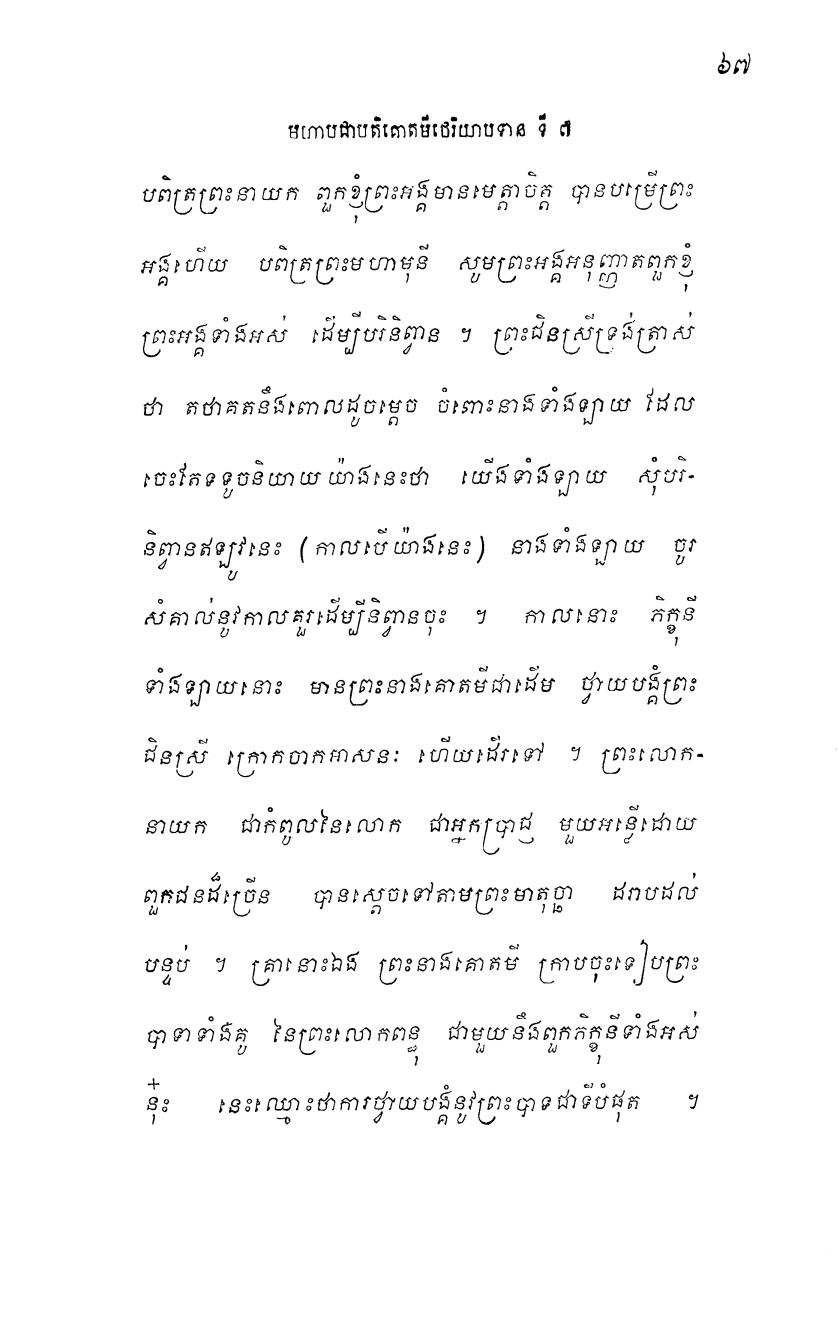 ៦៧
មហាបជាបតិគោតមីថេរិយាបទាន ទី ៧
បពិត្រព្រះនាយក ពួកខ្ញុំព្រះអង្គមានមេត្តាចិត្ត បានបម្រើព្រះ
អង្គហើយ បពិត្រព្រះមហាមុនី សូមព្រះអង្គអនុញ្ញាតពួកខ្ញុំ
ព្រះអង្គទាំងអស់ ដើម្បីបរិនិព្វាន ។ ព្រះជិនស្រីទ្រង់ត្រាស់
ថា តថាគតនឹងពោលដូចម្តេច ចំពោះនាងទាំងឡាយ ដែល
ចេះតែទទូចនិយាយយ៉ាងនេះថា យើងទាំងឡាយ សុំបរិ-
និព្វានឥឡូវនេះ (កាលបើយ៉ាងនេះ) នាងទាំងឡាយ ចូរ
សំគាល់នូវកាលគួរដើម្បីនិព្វានចុះ ។ កាលនោះ ភិក្ខុនី
ទាំងឡាយនោះ មានព្រះនាងគោតមីជាដើម ថ្វាយបង្គំព្រះ
ជិនស្រី ក្រោកចាកអាសនៈ ហើយដើរទៅ ។ ព្រះលោក-
នាយក ជាកំពូលនៃលោក ជាអ្នកប្រាជ្ញ មួយអន្លើដោយ
ពួកជនដ៏ច្រើន បានស្តេចទៅតាមព្រះមាតុច្ឆា ដរាបដល់
បន្ទប់ ។ គ្រានោះឯង ព្រះនាងគោតមី ក្រាបចុះទៀបព្រះ
បាទាទាំងគូ នៃព្រះលោកពន្ធុ ជាមួយនឹងពួកភិក្ខុនីទាំងអស់
នុ៎ះ នេះឈ្មោះថាការថ្វាយបង្គំនូវព្រះបាទជាទីបំផុត ។